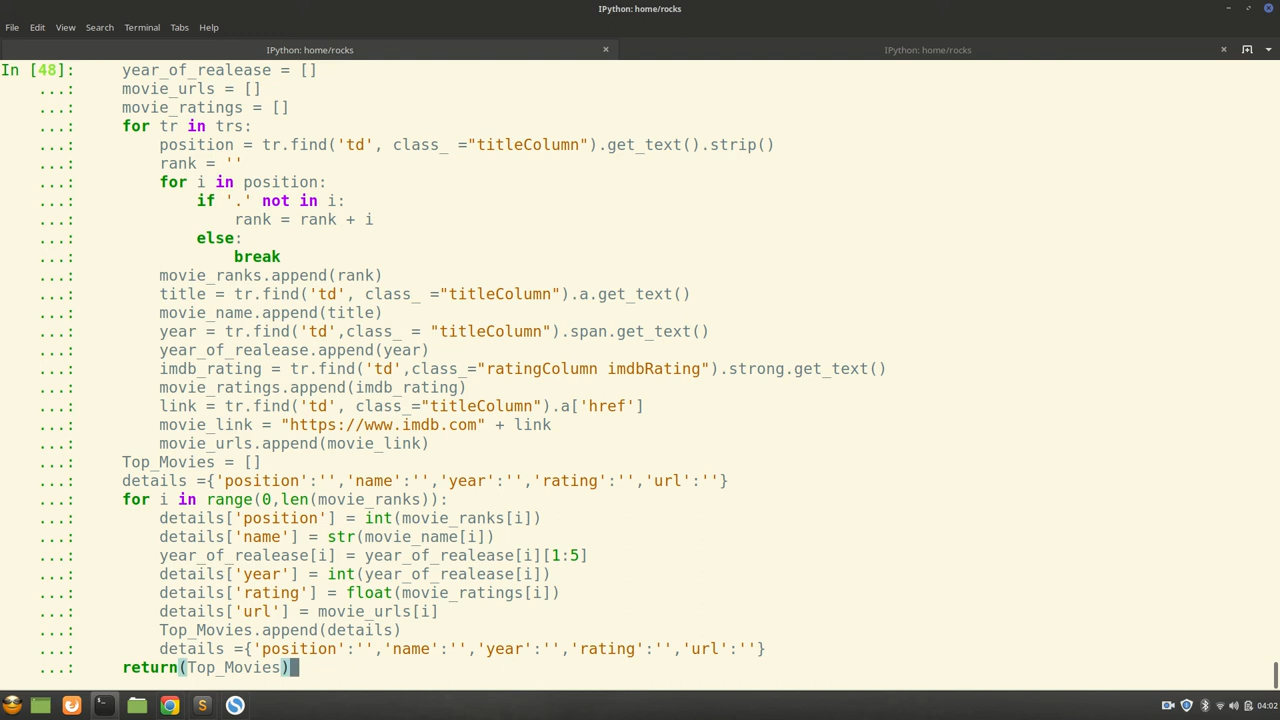 IPython: home/rocks
File Edit View Search Terminal Tabs Help
IPython: home/rocks × IPython: home/rocks ×
In [48]:     year_of_realease = []
    ...:     movie_urls = []
    ...:     movie_ratings = []
    ...:     for tr in trs:
    ...:         position = tr.find('td', class_ ="titleColumn").get_text().strip()
    ...:         rank = ''
    ...:         for i in position:
    ...:             if '.' not in i:
    ...:                 rank = rank + i
    ...:             else:
    ...:                 break
    ...:         movie_ranks.append(rank)
    ...:         title = tr.find('td', class_ ="titleColumn").a.get_text()
    ...:         movie_name.append(title)
    ...:         year = tr.find('td',class_ = "titleColumn").span.get_text()
    ...:         year_of_realease.append(year)
    ...:         imdb_rating = tr.find('td',class_="ratingColumn imdbRating").strong.get_text()
    ...:         movie_ratings.append(imdb_rating)
    ...:         link = tr.find('td', class_="titleColumn").a['href']
    ...:         movie_link = "https://www.imdb.com" + link
    ...:         movie_urls.append(movie_link)
    ...:     Top_Movies = []
    ...:     details ={'position':'','name':'','year':'','rating':'','url':''}
    ...:     for i in range(0,len(movie_ranks)):
    ...:         details['position'] = int(movie_ranks[i])
    ...:         details['name'] = str(movie_name[i])
    ...:         year_of_realease[i] = year_of_realease[i][1:5]
    ...:         details['year'] = int(year_of_realease[i])
    ...:         details['rating'] = float(movie_ratings[i])
    ...:         details['url'] = movie_urls[i]
    ...:         Top_Movies.append(details)
    ...:         details ={'position':'','name':'','year':'','rating':'','url':''}
    ...:     return(Top_Movies)
04:02